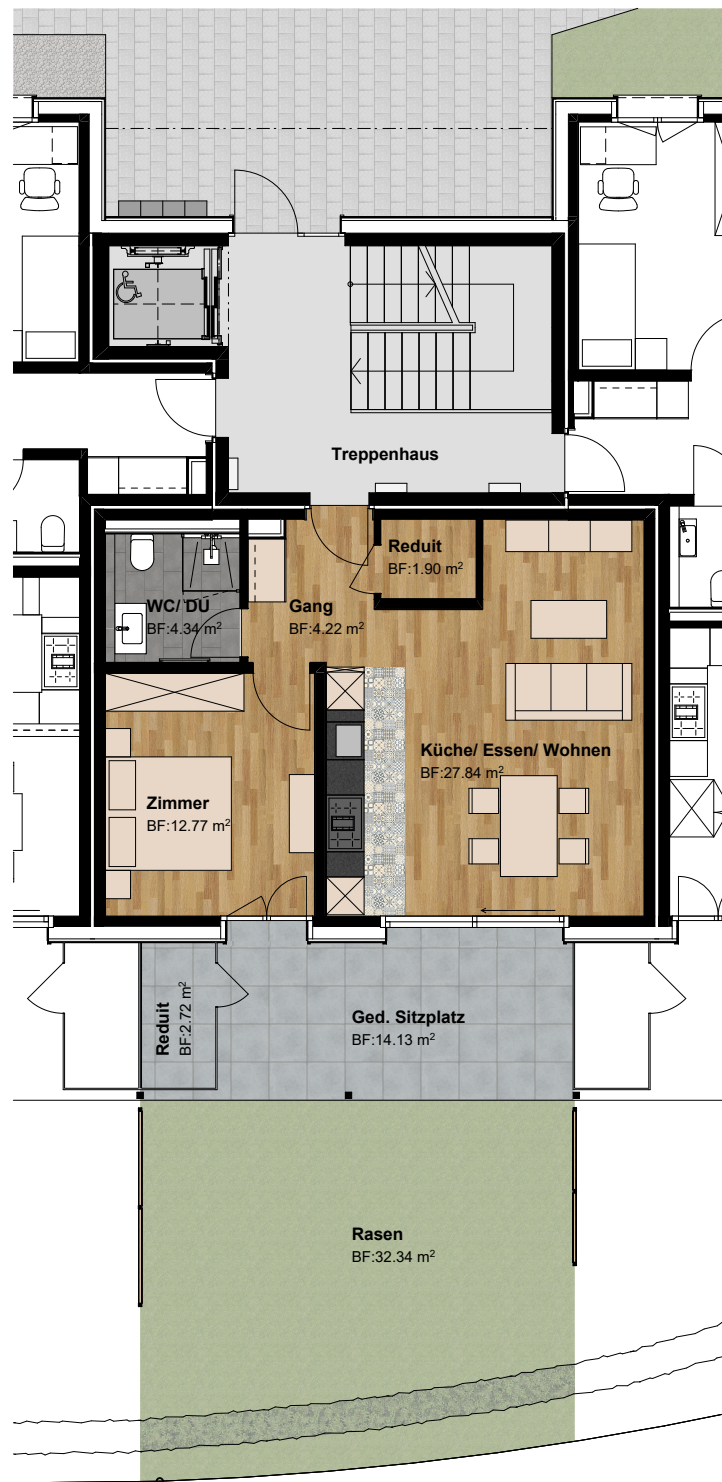 Treppenhaus
Reduit
BF:1.90 m²
WC/ DU
BF:4.34 m²
Gang
BF:4.22 m²
Küche/ Essen/ Wohnen
BF:27.84 m²
Zimmer
BF:12.77 m²
Reduit
BF:2.72 m²
Ged. Sitzplatz
BF:14.13 m²
Rasen
BF:32.34 m²